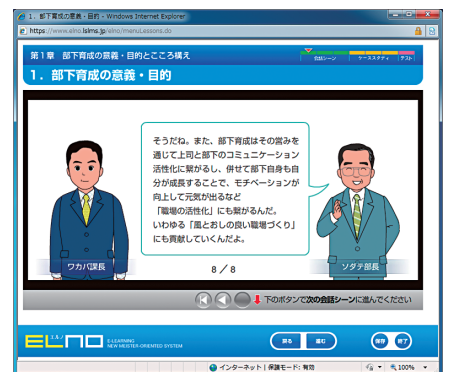 1．部下育成の意義・目的 - Windows Internet Explorer
https://www.elno.lslms.jp/elno/menuLessons.do
第1章 部下育成の意義・目的とこころ構え
会話シーン ケーススタディ テスト
1．部下育成の意義・目的
そうだね。また、部下育成はその営みを
通じて上司と部下のコミュニケーション
活性化に繋がるし、併せて部下自身も自
分が成長することで、モチベーションが
向上して元気が出るなど
「職場の活性化」にも繋がるんだ。
いわゆる「風とおしの良い職場づくり」
にも貢献していくんだよ。
ワカバ課長
8／8
ソダテ部長
下のボタンで次の会話シーンに進んでください
エルノ
ELNO
E-LEARNING
NEW MEISTER-ORIENTED SYSTEM
戻る 進む
保存 終了
インターネット | 保護モード: 有効
100%